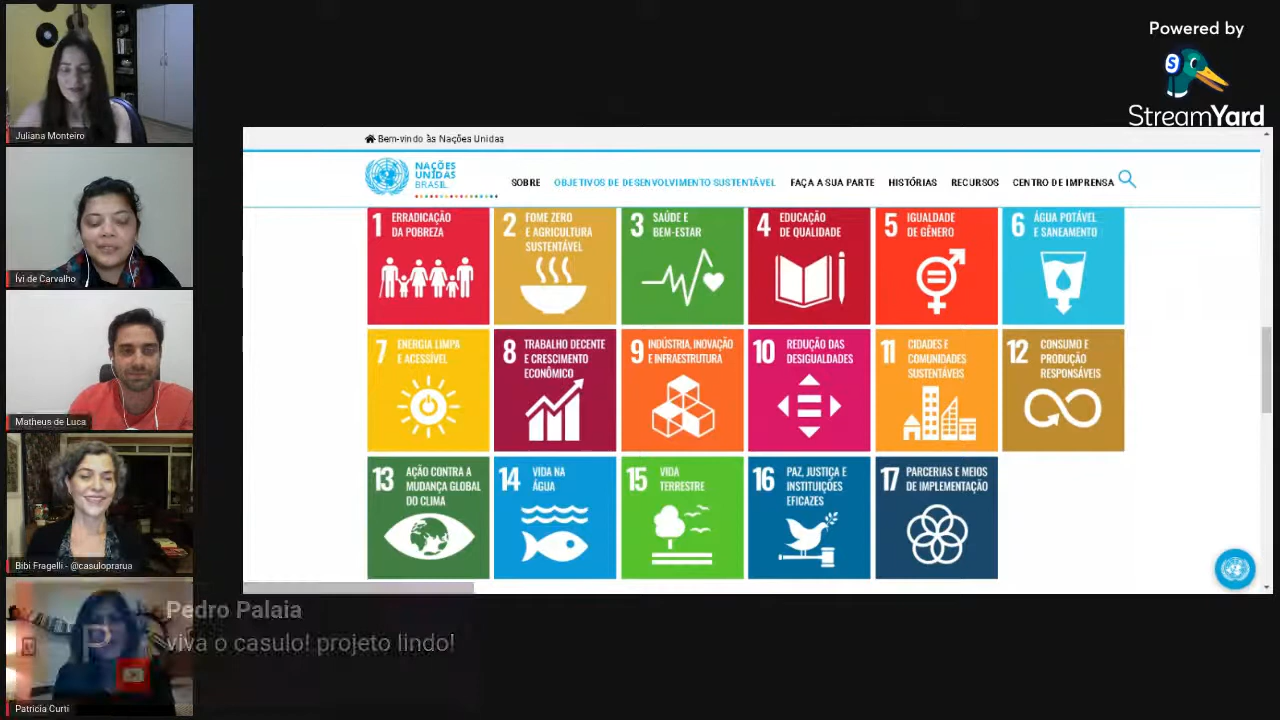 Powered by
StreamYard
Juliana Monteiro
Ívi de Carvalho
Matheus de Luca
Bibi Fragelli - @casuloprarua
Patricia Curti
Bem-vindo às Nações Unidas
NAÇÕES
UNIDAS
BRASIL
SOBRE
OBJETIVOS DE DESENVOLVIMENTO SUSTENTÁVEL
FAÇA A SUA PARTE
HISTÓRIAS
RECURSOS
CENTRO DE IMPRENSA
1 ERRADICAÇÃO
DA POBREZA
2 FOME ZERO
E AGRICULTURA
SUSTENTÁVEL
3 SAÚDE E
BEM-ESTAR
4 EDUCAÇÃO
DE QUALIDADE
5 IGUALDADE
DE GÊNERO
6 ÁGUA POTÁVEL
E SANEAMENTO
7 ENERGIA LIMPA
E ACESSÍVEL
8 TRABALHO DECENTE
E CRESCIMENTO
ECONÔMICO
9 INDÚSTRIA, INOVAÇÃO
E INFRAESTRUTURA
10 REDUÇÃO DAS
DESIGUALDADES
11 CIDADES E
COMUNIDADES
SUSTENTÁVEIS
12 CONSUMO E
PRODUÇÃO
RESPONSÁVEIS
13 AÇÃO CONTRA A
MUDANÇA GLOBAL
DO CLIMA
14 VIDA NA
ÁGUA
15 VIDA
TERRESTRE
16 PAZ, JUSTIÇA E
INSTITUIÇÕES
EFICAZES
17 PARCERIAS E MEIOS
DE IMPLEMENTAÇÃO
P
Pedro Palaia
viva o casulo! projeto lindo!